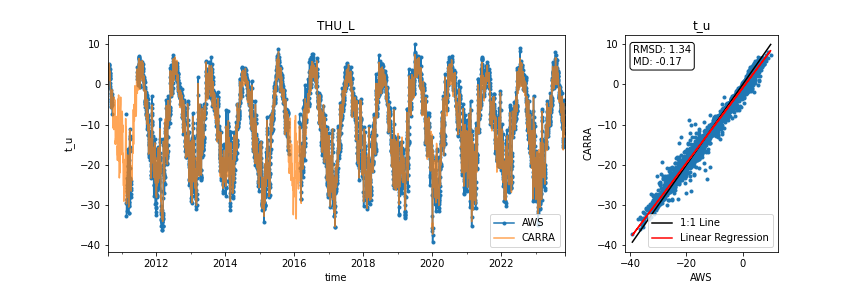 THU_L
t_u
10
0
−10
−20
−30
−40
2012
2014
2016
2018
2020
2022
time
AWS
CARRA
t_u
CARRA
10
0
−10
−20
−30
−40
−40
−20
0
AWS
RMSD: 1.34
MD: -0.17
1:1 Line
Linear Regression